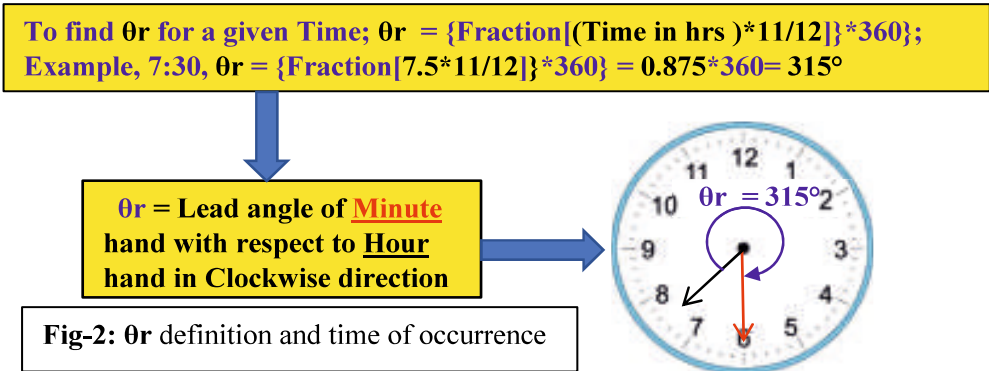 To find θr for a given Time; θr = {Fraction[(Time in hrs )*11/12]}*360};
Example, 7:30, θr = {Fraction[7.5*11/12]}*360} = 0.875*360= 315°
θr = Lead angle of Minute
hand with respect to Hour
hand in Clockwise direction
Fig-2: θr definition and time of occurrence
12
11
1
θr = 315°
10
2
9
3
8
4
7
5
6